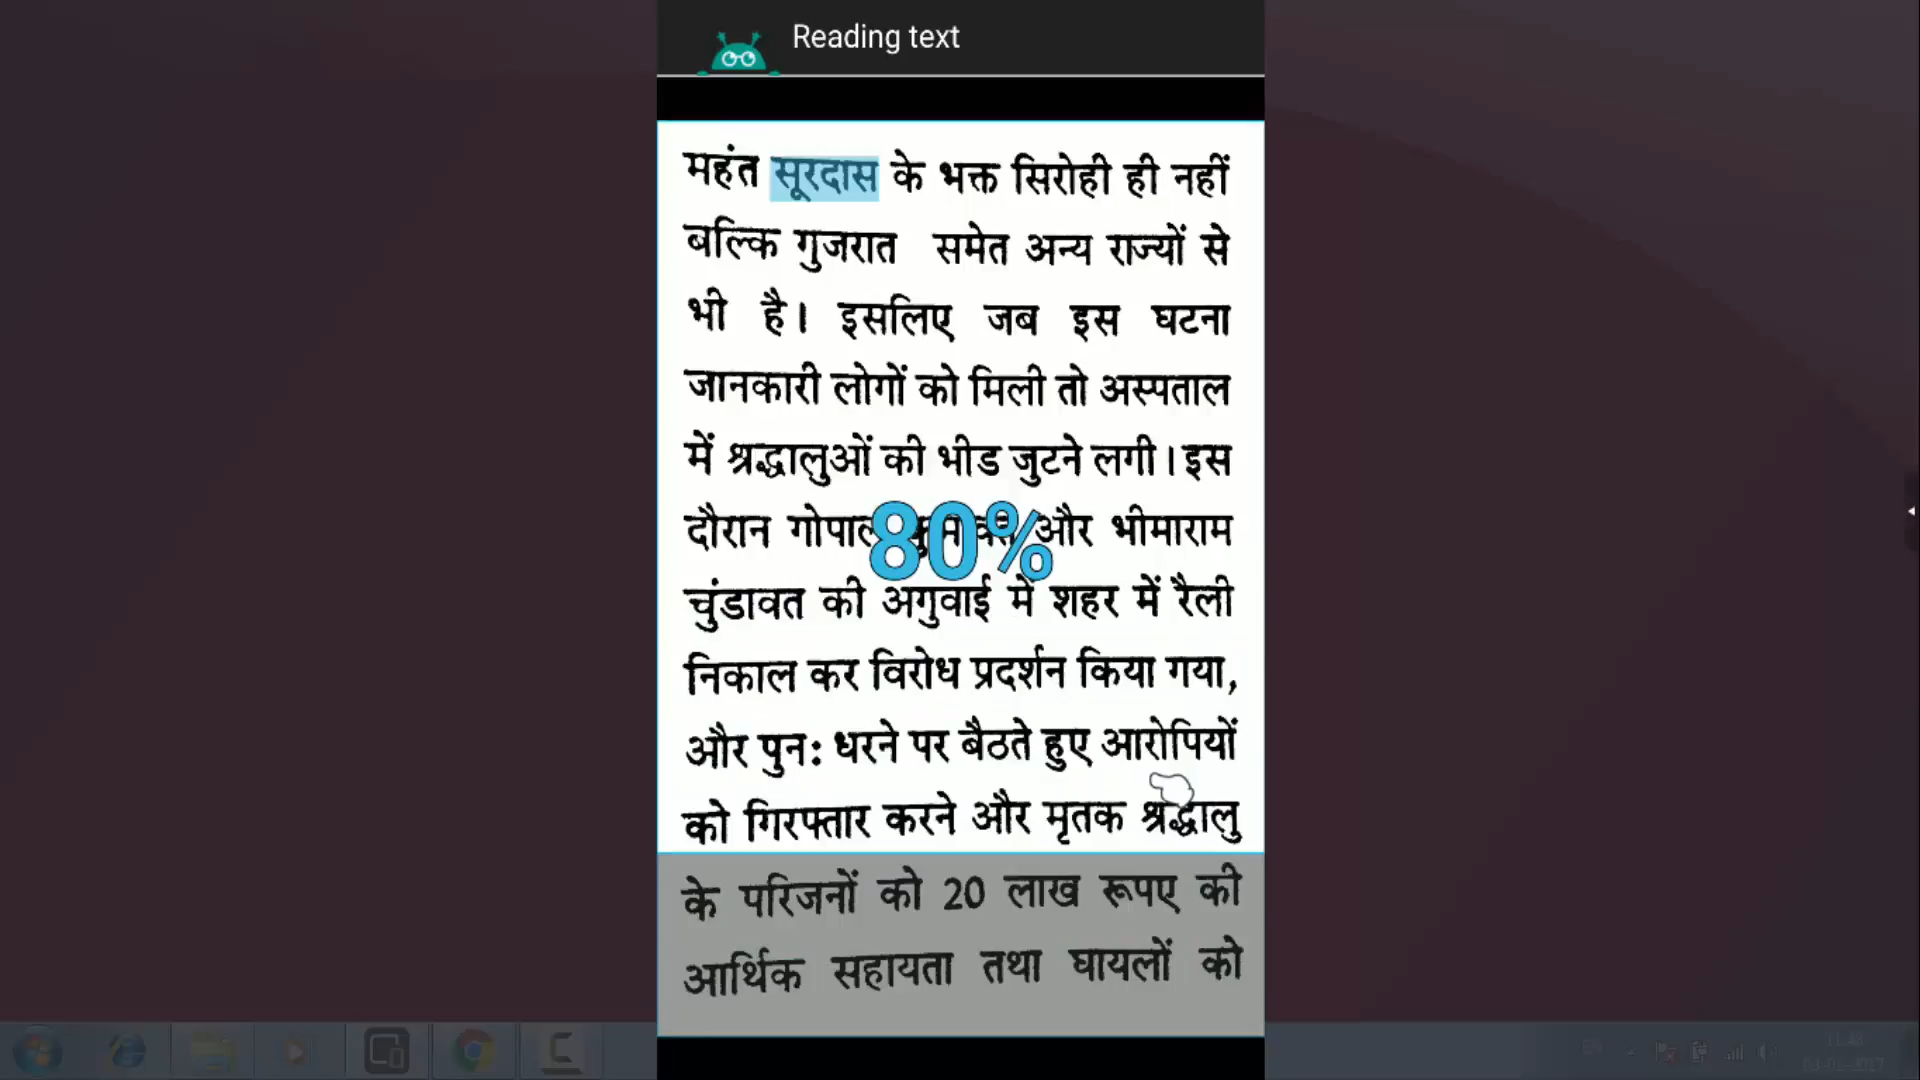 Reading text
महंत सूरदास के भक्त सिरोही ही नहीं
बल्कि गुजरात समेत अन्य राज्यों से
भी है। इसलिए जब इस घटना
जानकारी लोगों को मिली तो अस्पताल
में श्रद्धालुओं की भीड जुटने लगी। इस
दौरान गोपाल और भीमाराम
80%
चुंडावत की अगुवाई में शहर में रैली
निकाल कर विरोध प्रदर्शन किया गया,
और पुन: धरने पर बैठते हुए आरोपियों
को गिरफ्तार करने और मृतक श्रद्धालु
के परिजनों को 20 लाख रूपए की
आर्थिक सहायता तथा घायलों को